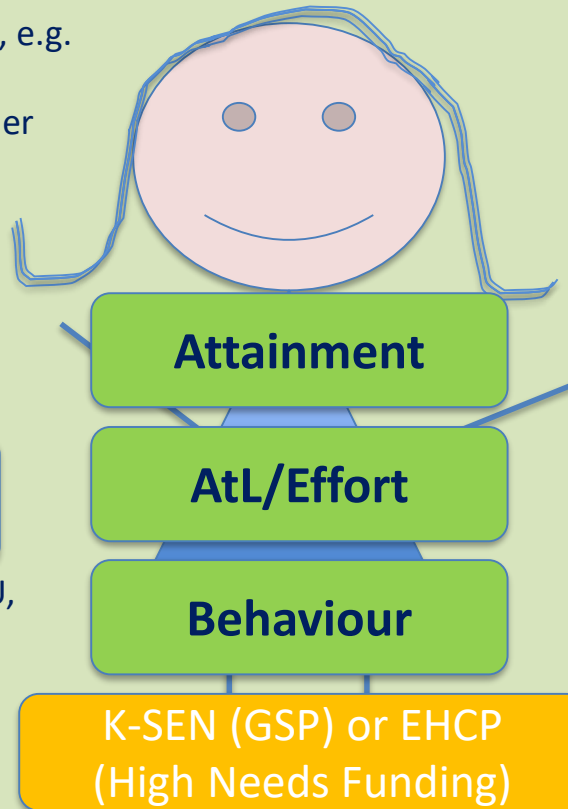 , e.g.
er
Attainment
AtL/Effort
Behaviour
,
K-SEN (GSP) or EHCP
(High Needs Funding)